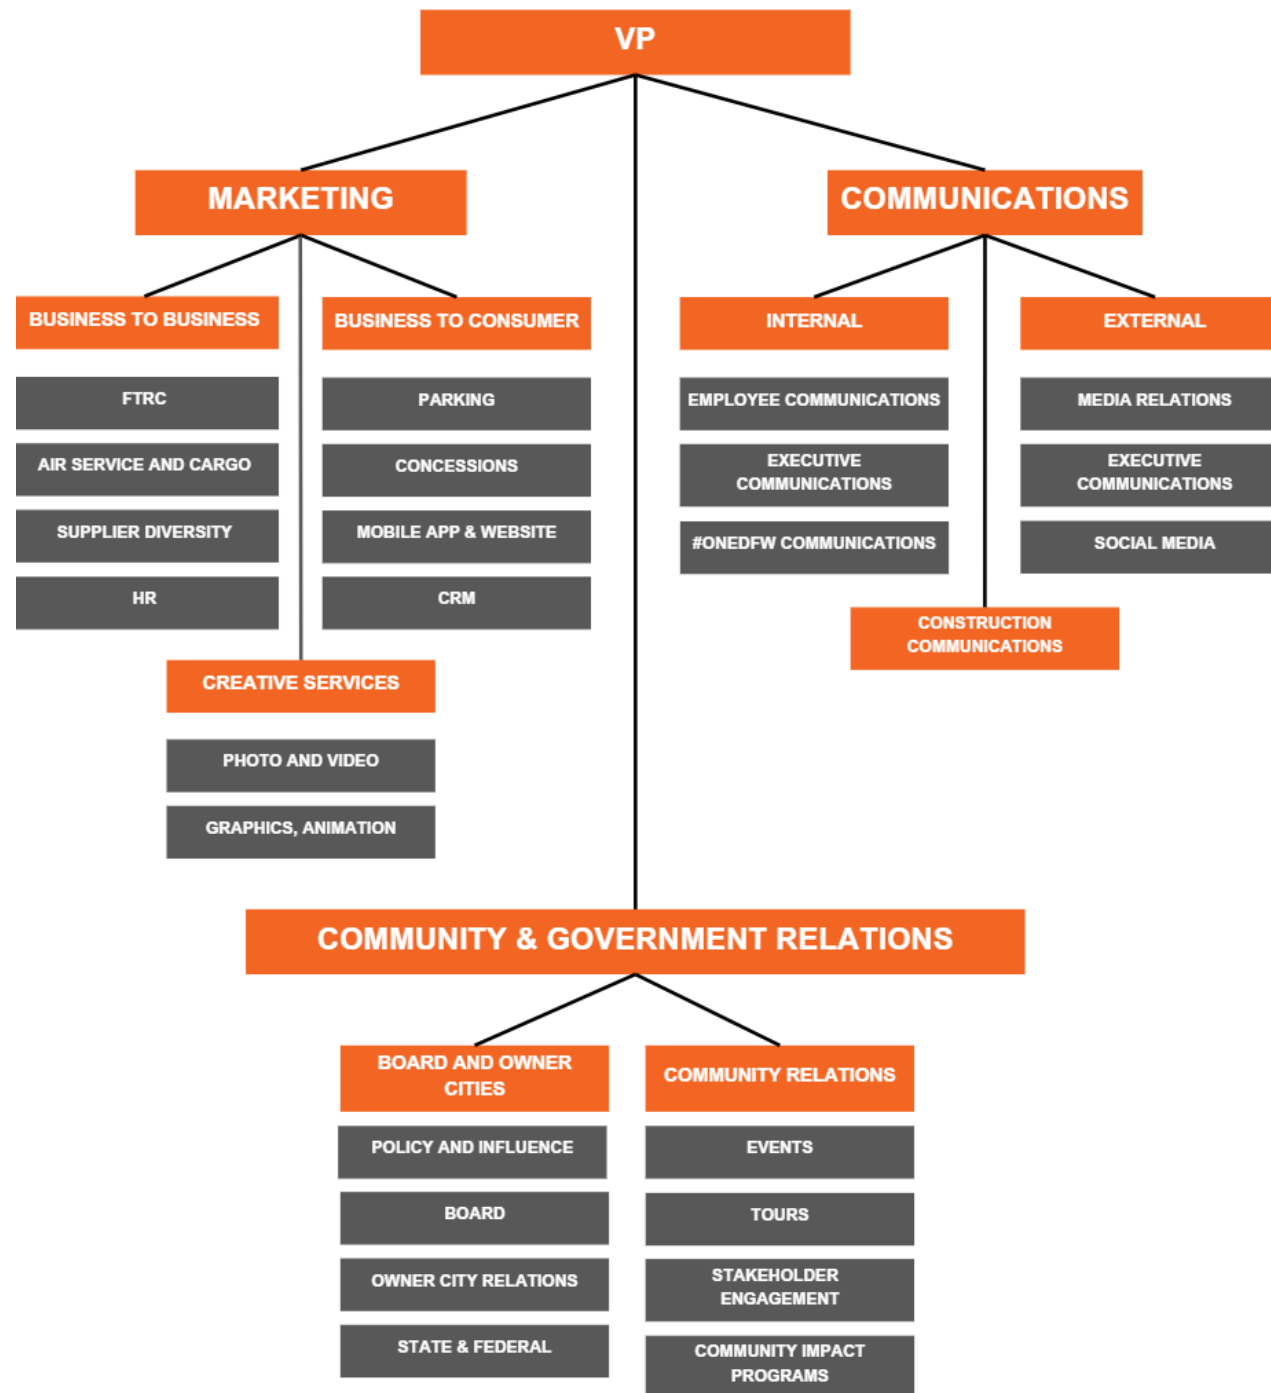 VP
MARKETING
COMMUNICATIONS
BUSINESS TO BUSINESS
FTRC
AIR SERVICE AND CARGO
SUPPLIER DIVERSITY
HR
BUSINESS TO CONSUMER
PARKING
CONCESSIONS
MOBILE APP & WEBSITE
CRM
CREATIVE SERVICES
PHOTO AND VIDEO
GRAPHICS, ANIMATION
INTERNAL
EMPLOYEE COMMUNICATIONS
EXECUTIVE
COMMUNICATIONS
#ONEDFW COMMUNICATIONS
EXTERNAL
MEDIA RELATIONS
EXECUTIVE
COMMUNICATIONS
SOCIAL MEDIA
CONSTRUCTION
COMMUNICATIONS
COMMUNITY & GOVERNMENT RELATIONS
BOARD AND OWNER
CITIES
POLICY AND INFLUENCE
BOARD
OWNER CITY RELATIONS
STATE & FEDERAL
COMMUNITY RELATIONS
EVENTS
TOURS
STAKEHOLDER
ENGAGEMENT
COMMUNITY IMPACT
PROGRAMS